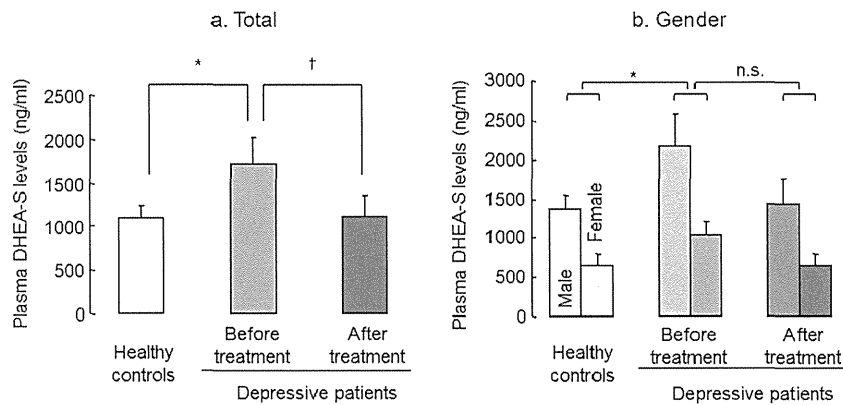 a. Total
*
†
Plasma DHEA-S levels (ng/ml)
2500
2000
1500
1000
500
0
Healthy
controls
Before
treatment
After
treatment
Depressive patients
b. Gender
*
n.s.
Plasma DHEA-S levels (ng/ml)
3000
2500
2000
1500
1000
500
0
Male
Female
Healthy
controls
Before
treatment
After
treatment
Depressive patients